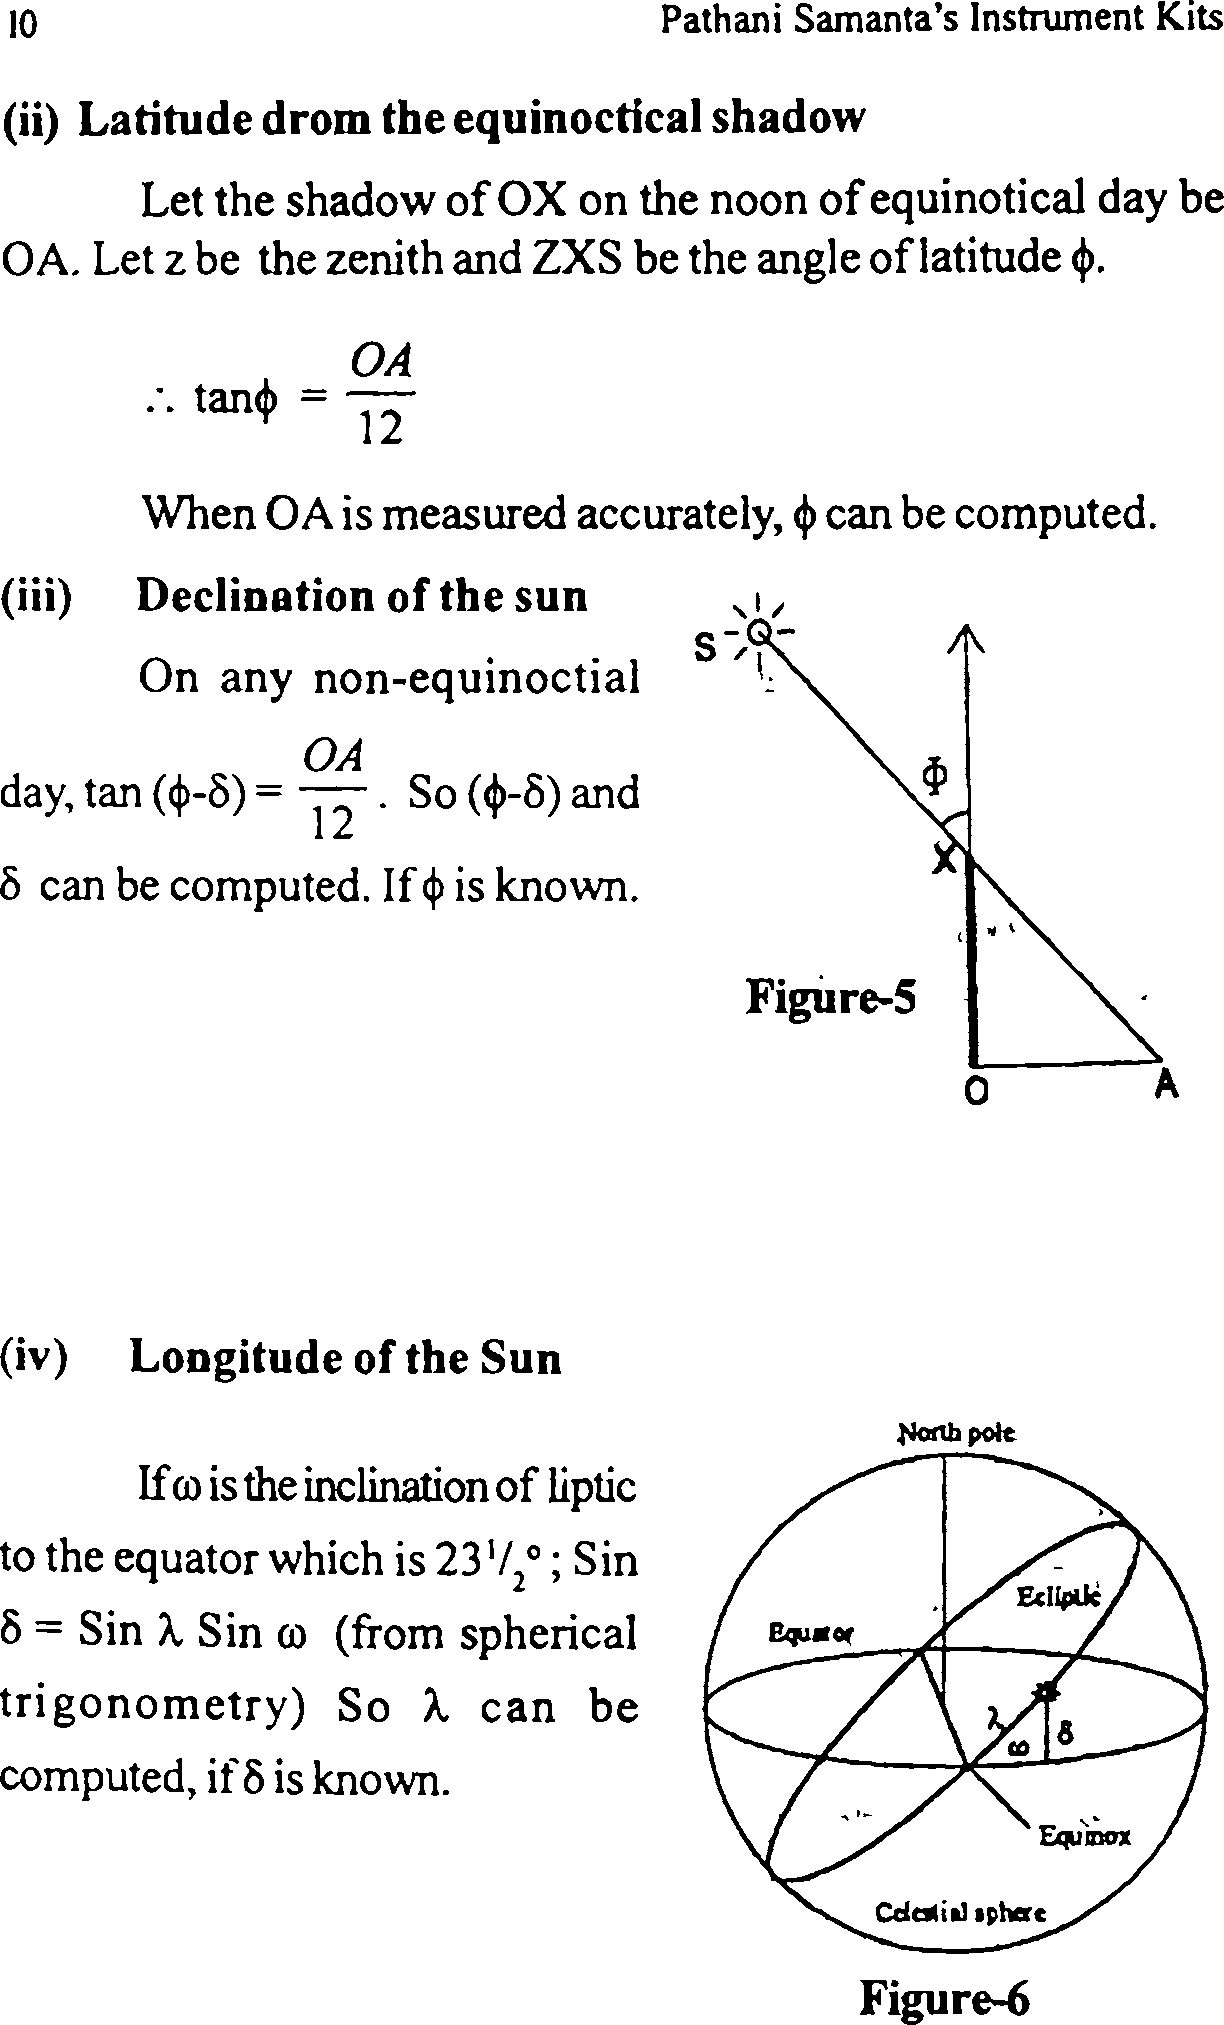 10 Pathani Samanta's Instrument Kits
(ii) Latitude drom the equinoctical shadow
Let the shadow of OX on the noon of equinotical day be
OA. Let z be the zenith and ZXS be the angle of latitude ϕ.
∴ tanϕ = OA/12
When OA is measured accurately, ϕ can be computed.
(iii) Declination of the sun
On any non-equinoctial
day, tan (ϕ-δ) = OA/12 . So (ϕ-δ) and
δ can be computed. If ϕ is known.
S
Φ
X
Figure-5
O A
(iv) Longitude of the Sun
If ω is the inclination of liptic
to the equator which is 23 1/2° ; Sin
δ = Sin λ Sin ω (from spherical
trigonometry) So λ can be
computed, if δ is known.
North pole
Ecliptic
Equator
λ
ω δ
Equinox
Celestial sphere
Figure-6